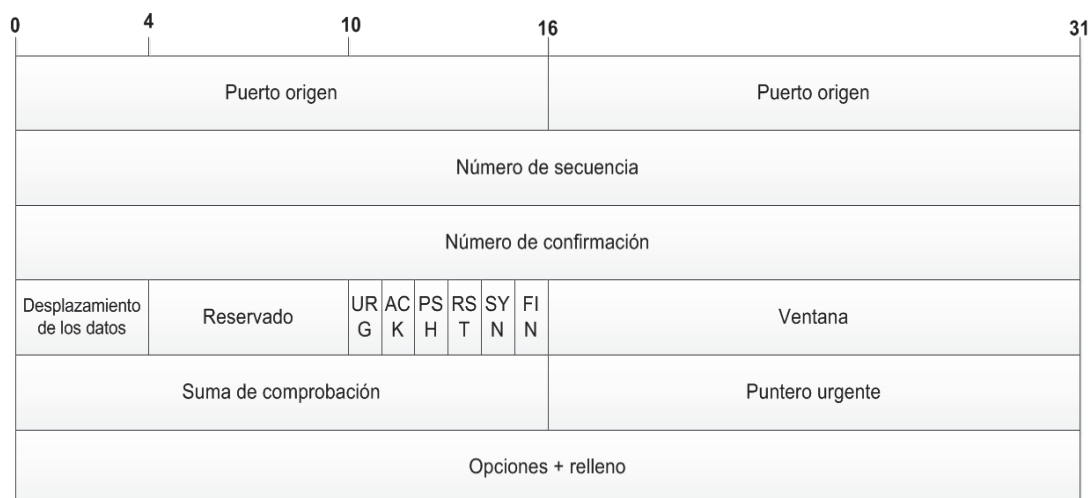 0 4 10 16 31
Puerto origen Puerto origen
Número de secuencia
Número de confirmación
Desplazamiento
de los datos
Reservado
UR
G
AC
K
PS
H
RS
T
SY
N
FI
N
Ventana
Suma de comprobación Puntero urgente
Opciones + relleno